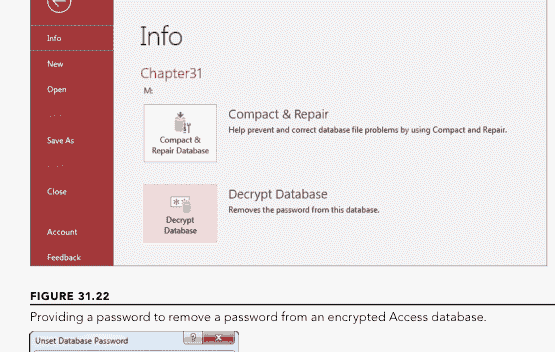 Info
Info
New
Chapter31
Open
M:
Compact & Repair
Help prevent and correct database file problems by using Compact and Repair.
Compact &
Repair Database
Save As
Close
Decrypt Database
Removes the password from this database.
Decrypt
Database
Account
Feedback
FIGURE 31.22
Providing a password to remove a password from an encrypted Access database.
Unset Database Password
?